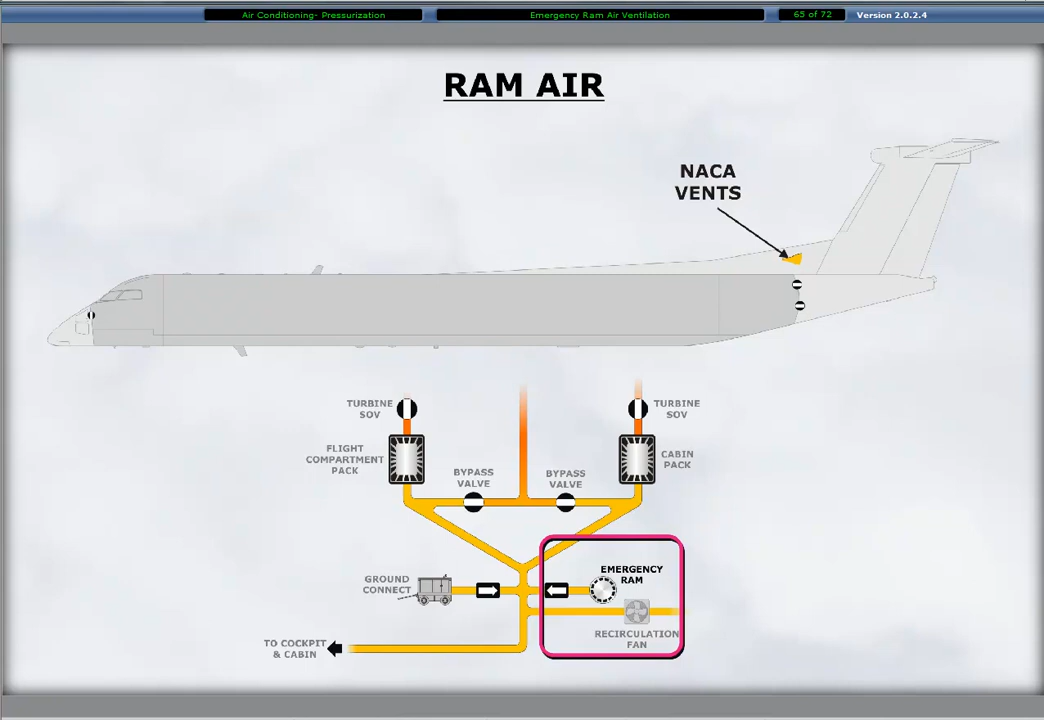 Air Conditioning- Pressurization
Emergency Ram Air Ventilation
65 of 72
Version 2.0.2.4
RAM AIR
NACA
VENTS
TURBINE
SOV
TURBINE
SOV
FLIGHT
COMPARTMENT
PACK
CABIN
PACK
BYPASS
VALVE
BYPASS
VALVE
EMERGENCY
RAM
GROUND
CONNECT
RECIRCULATION
FAN
TO COCKPIT
& CABIN